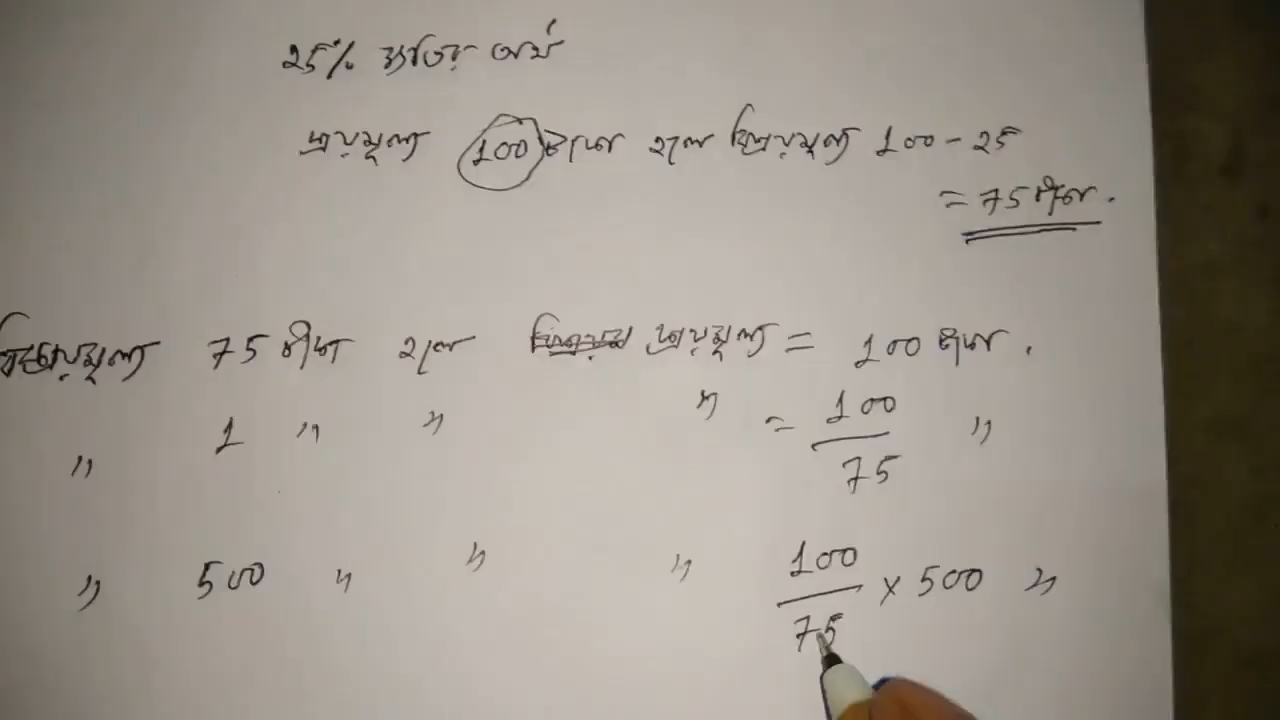 25% ক্ষতির অর্থ
ক্রয়মূল্য 100 টাকা হলে বিক্রয়মূল্য 100 - 25
= 75 টাকা.
বিক্রয়মূল্য 75 টাকা হলে ক্রয়মূল্য = 100 টাকা.
" 1 " " " = 100/75 "
" 500 " " " 100/75 × 500 "